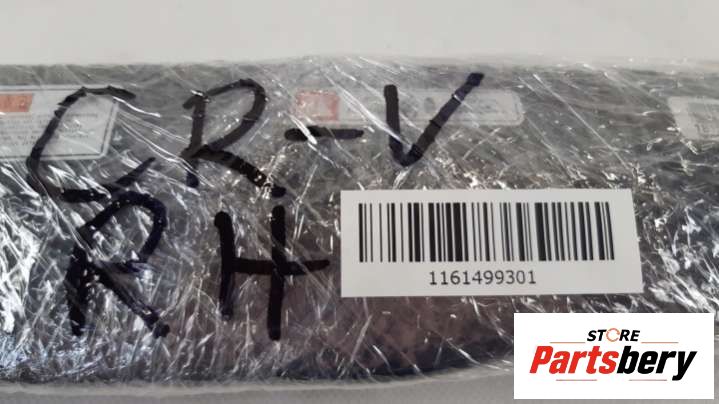 CR-V
RH
1161499301
STORE
Partsbery